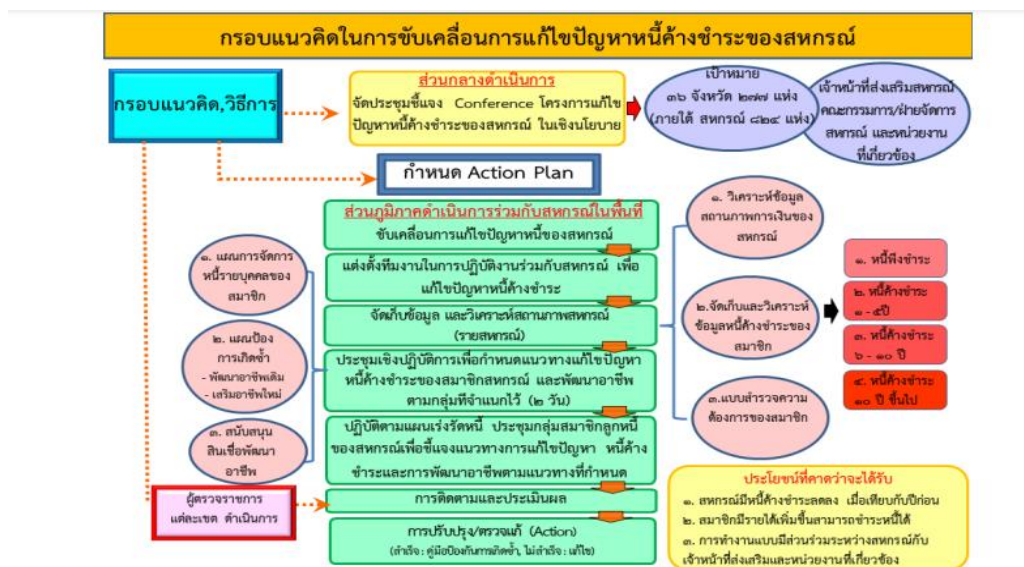 กรอบแนวคิดในการขับเคลื่อนการแก้ไขปัญหาหนี้ค้างชำระของสหกรณ์
กรอบแนวคิด,วิธีการ
ส่วนกลางดำเนินการ
จัดประชุมชี้แจง Conference โครงการแก้ไข
ปัญหาหนี้ค้างชำระของสหกรณ์ ในเชิงนโยบาย
เป้าหมาย
๓๖ จังหวัด ๒๗๗ แห่ง
(ภายใต้ สหกรณ์ ๘๒๔ แห่ง)
เจ้าหน้าที่ส่งเสริมสหกรณ์
คณะกรรมการ/ฝ่ายจัดการ
สหกรณ์ และหน่วยงาน
ที่เกี่ยวข้อง
กำหนด Action Plan
ส่วนภูมิภาคดำเนินการร่วมกับสหกรณ์ในพื้นที่
ขับเคลื่อนการแก้ไขปัญหาหนี้ของสหกรณ์
แต่งตั้งทีมงานในการปฏิบัติงานร่วมกับสหกรณ์ เพื่อ
แก้ไขปัญหาหนี้ค้างชำระ
จัดเก็บข้อมูล และวิเคราะห์สถานภาพสหกรณ์
(รายสหกรณ์)
ประชุมเชิงปฏิบัติการเพื่อกำหนดแนวทางแก้ไขปัญหา
หนี้ค้างชำระของสมาชิกสหกรณ์ และพัฒนาอาชีพ
ตามกลุ่มที่จำแนกไว้ (๒ วัน)
ปฏิบัติตามแผนเร่งรัดหนี้ ประชุมกลุ่มสมาชิกลูกหนี้
ของสหกรณ์เพื่อชี้แจงแนวทางการแก้ไขปัญหา หนี้ค้าง
ชำระและการพัฒนาอาชีพตามแนวทางที่กำหนด
การติดตามและประเมินผล
การปรับปรุง/ตรวจแก้ (Action)
(สำเร็จ : คู่มือป้องกันการเกิดซ้ำ, ไม่สำเร็จ : แก้ไข)
๑. แผนการจัดการ
หนี้รายบุคคลของ
สมาชิก
๒. แผนป้อง
การเกิดซ้ำ
- พัฒนาอาชีพเดิม
- เสริมอาชีพใหม่
๓. สนับสนุน
สินเชื่อพัฒนา
อาชีพ
ผู้ตรวจราชการ
แต่ละเขต ดำเนินการ
๑. วิเคราะห์ข้อมูล
สถานภาพการเงินของ
สหกรณ์
๒.จัดเก็บและวิเคราะห์
ข้อมูลหนี้ค้างชำระของ
สมาชิก
๓.แบบสำรวจความ
ต้องการของสมาชิก
๑. หนี้พึงชำระ
๒. หนี้ค้างชำระ
๑ - ๕ปี
๓. หนี้ค้างชำระ
๖ - ๑๐ ปี
๔. หนี้ค้างชำระ
๑๐ ปี ขึ้นไป
ประโยชน์ที่คาดว่าจะได้รับ
๑. สหกรณ์มีหนี้ค้างชำระลดลง เมื่อเทียบกับปีก่อน
๒. สมาชิกมีรายได้เพิ่มขึ้นสามารถชำระหนี้ได้
๓. การทำงานแบบมีส่วนร่วมระหว่างสหกรณ์กับ
เจ้าหน้าที่ส่งเสริมและหน่วยงานที่เกี่ยวข้อง